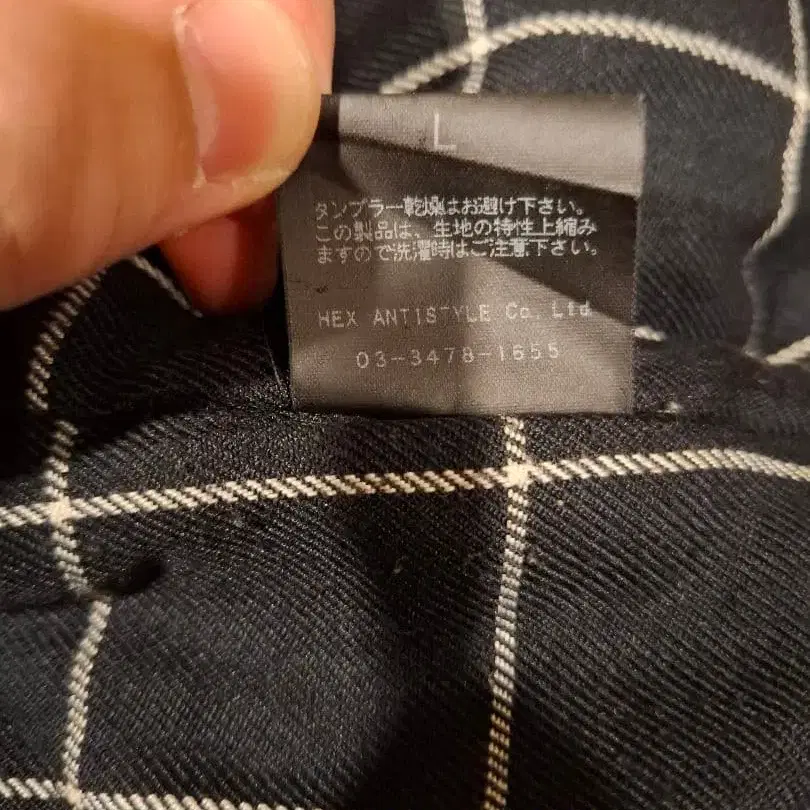 L
タンブラー乾燥はお避け下さい。
この製品は、生地の特性上縮み
ますので洗濯時はご注意下さい。
HEX ANTISTYLE Co. Ltd
03-3478-1655